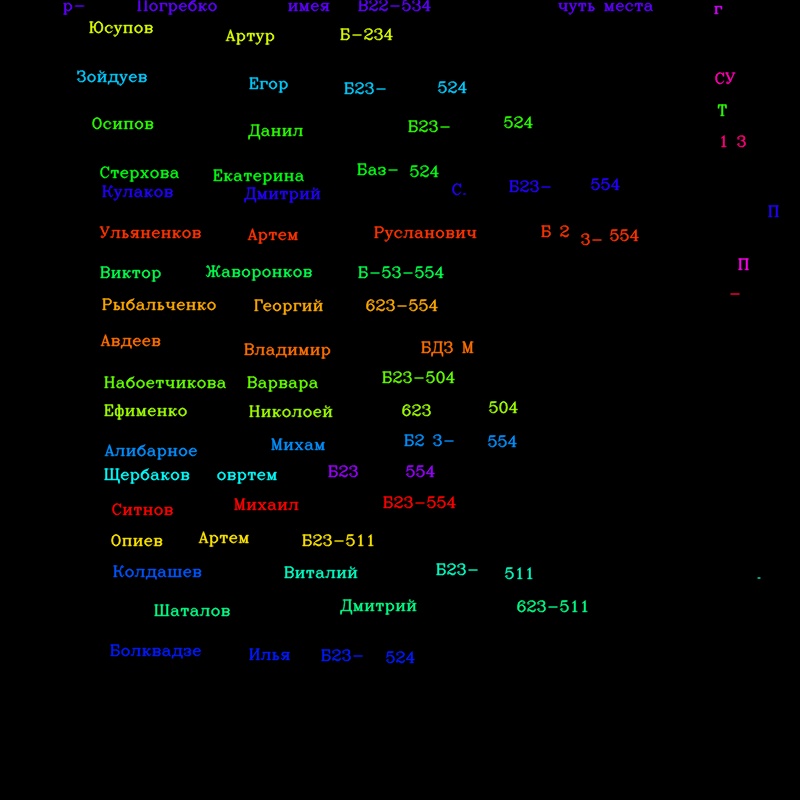 р- Погребко имея В22-534 чуть места г
Юсупов Артур Б-234
Зойдуев Егор Б23- 524 СУ
Т
Осипов Данил Б23- 524
1 3
Стерхова Екатерина Баз- 524
Кулаков Дмитрий С. Б23- 554
П
Ульяненков Артем Русланович Б 2 3- 554
Виктор Жаворонков Б-53-554 П
Рыбальченко Георгий 623-554 -
Авдеев Владимир БДЗ М
Набоетчикова Варвара Б23-504
Ефименко Николоей 623 504
Алибарное Михам Б2 3- 554
Щербаков овртем Б23 554
Ситнов Михаил Б23-554
Опиев Артем Б23-511
Колдашев Виталий Б23- 511 -
Шаталов Дмитрий 623-511
Болквадзе Илья Б23- 524